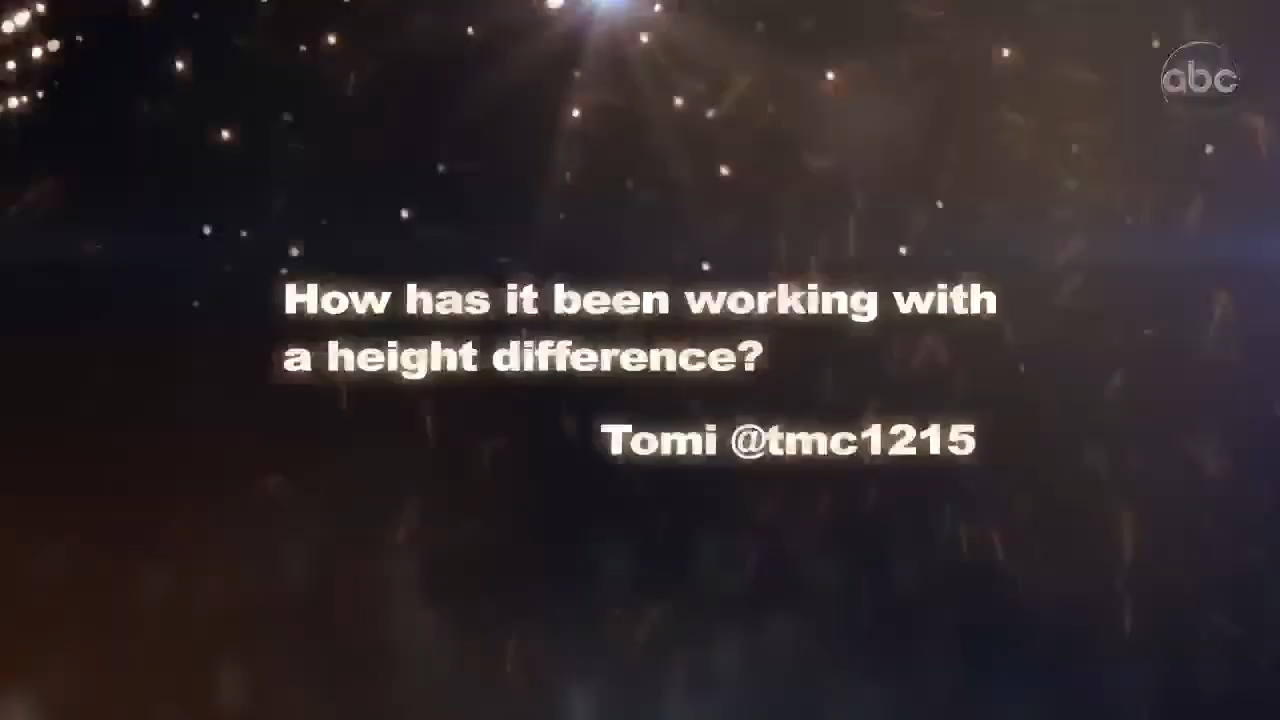 abc
How has it been working with
a height difference?
Tomi @tmc1215